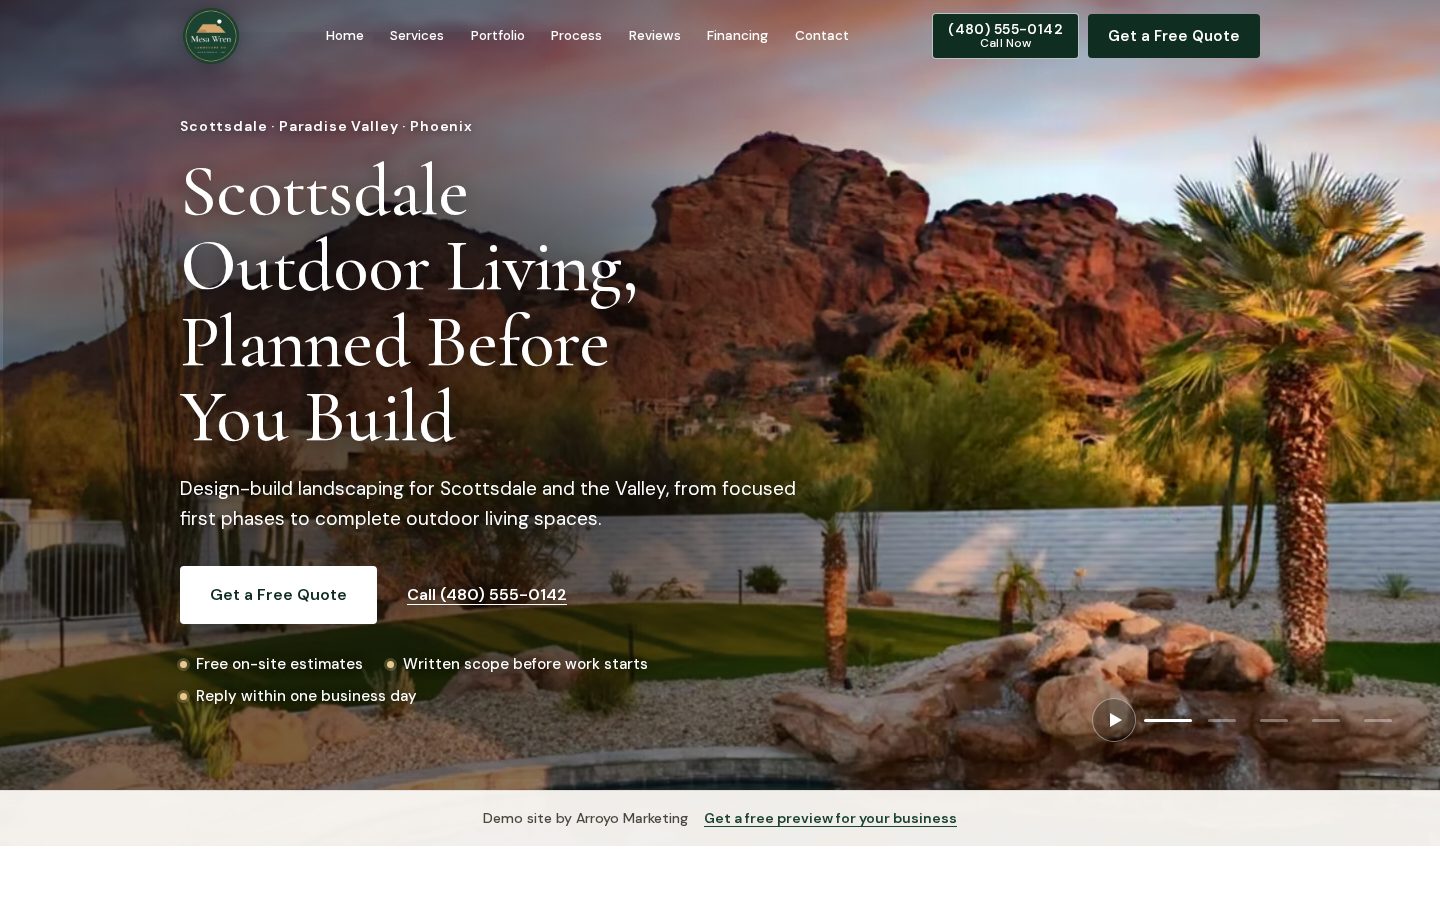 Mesa Wren
Home Services Portfolio Process Reviews Financing Contact
(480) 555-0142
Call Now
Get a Free Quote
Scottsdale · Paradise Valley · Phoenix
Scottsdale
Outdoor Living,
Planned Before
You Build
Design-build landscaping for Scottsdale and the Valley, from focused
first phases to complete outdoor living spaces.
Get a Free Quote
Call (480) 555-0142
Free on-site estimates
Written scope before work starts
Reply within one business day
Demo site by Arroyo Marketing
Get a free preview for your business